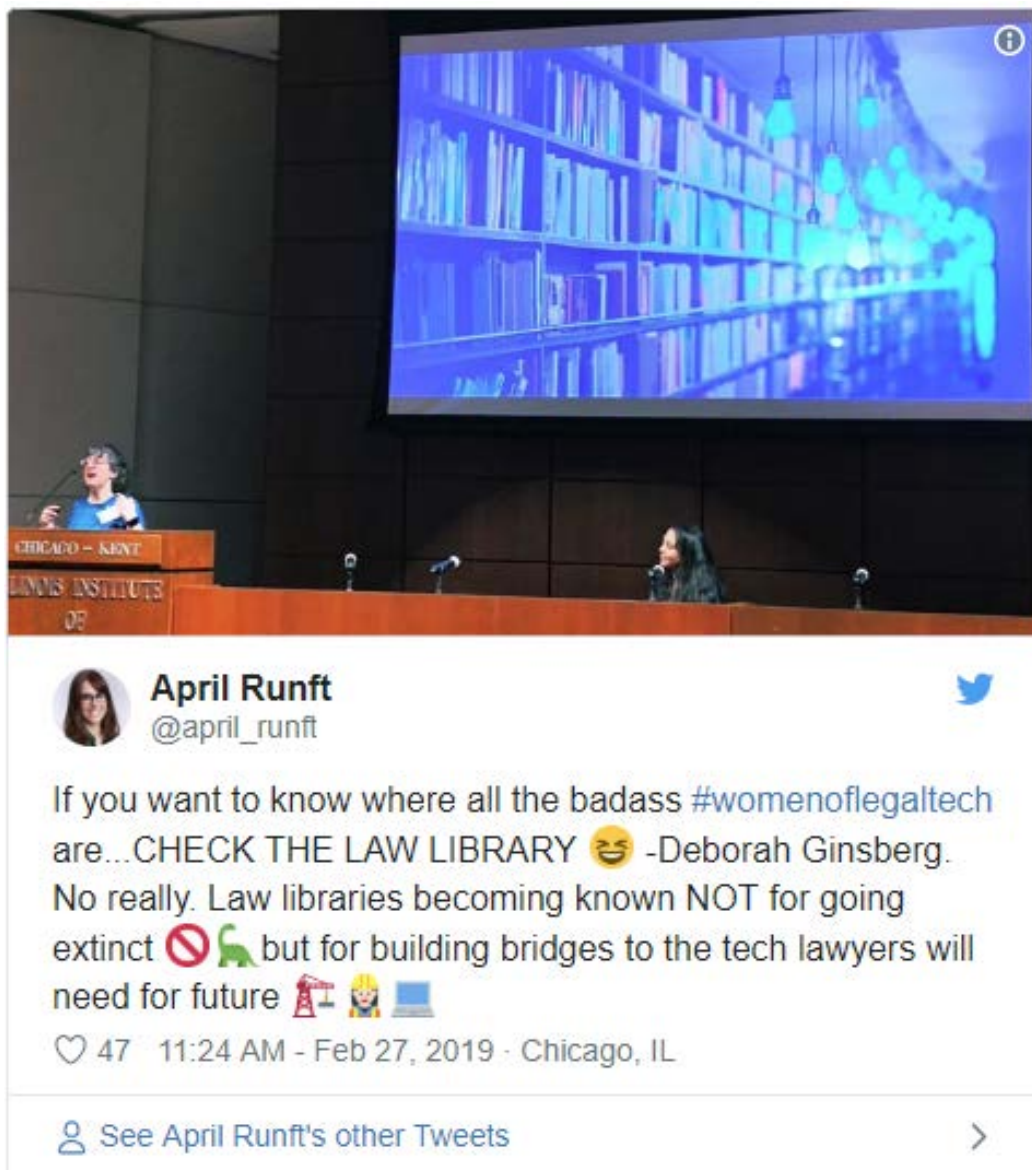 CHICAGO – KENT
INSTITUTE
OF
April Runft
@april_runft
If you want to know where all the badass #womenoflegaltech
are...CHECK THE LAW LIBRARY 😆 -Deborah Ginsberg.
No really. Law libraries becoming known NOT for going
extinct 🚫🦕 but for building bridges to the tech lawyers will
need for future 🏗️ 👷🏻‍♀️ 💻
♡ 47 11:24 AM - Feb 27, 2019 · Chicago, IL
See April Runft's other Tweets